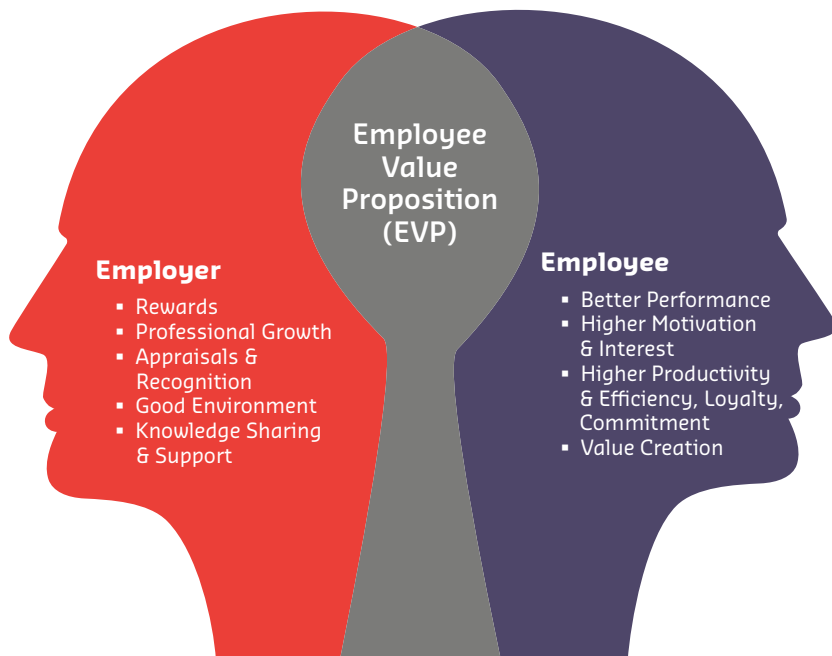 Employee
Value
Proposition
(EVP)
Employer
▪ Rewards
▪ Professional Growth
▪ Appraisals &
Recognition
▪ Good Environment
▪ Knowledge Sharing
& Support
Employee
▪ Better Performance
▪ Higher Motivation
& Interest
▪ Higher Productivity
& Efficiency, Loyalty,
Commitment
▪ Value Creation